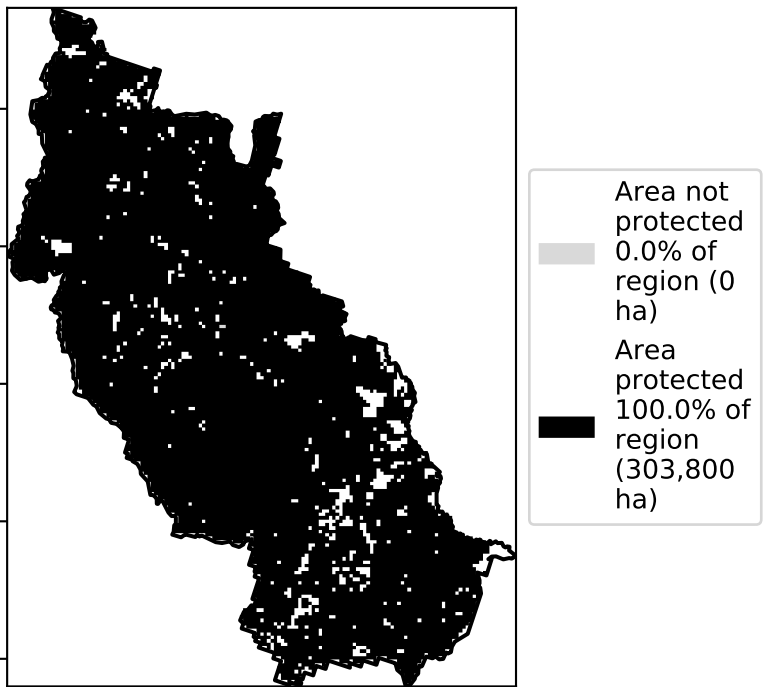 Area not
protected
0.0% of
region (0
ha)
Area
protected
100.0% of
region
(303,800
ha)